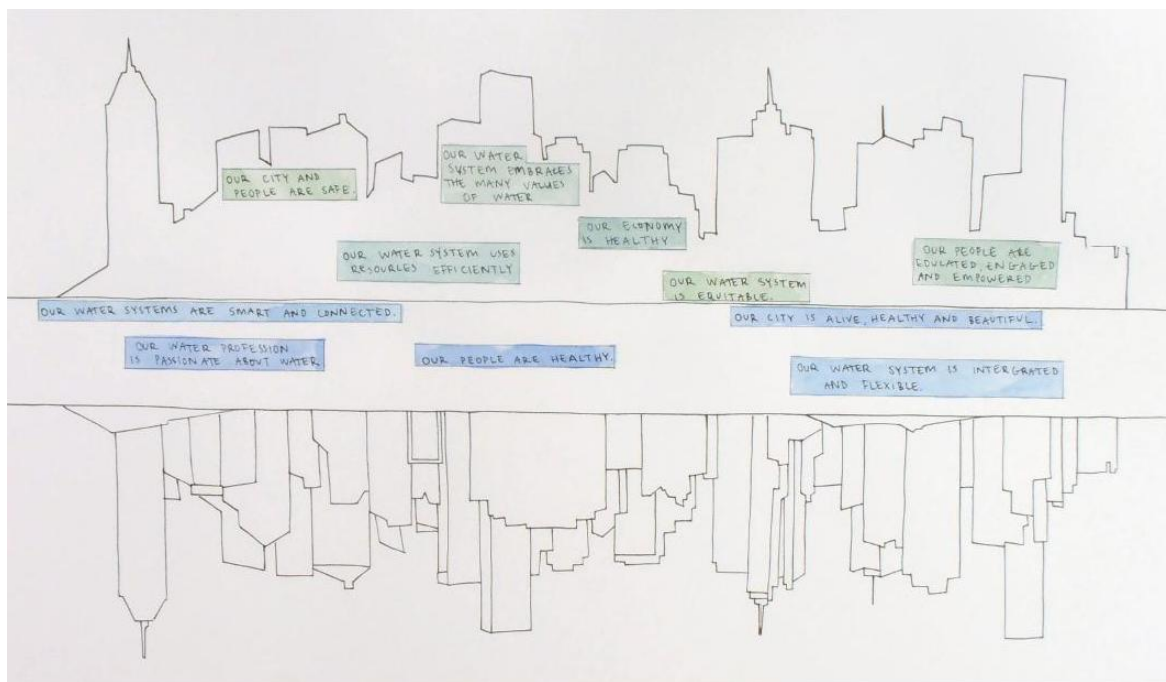 OUR CITY AND
PEOPLE ARE SAFE.
OUR WATER
SYSTEM EMBRACES
THE MANY VALUES
OF WATER
OUR ECONOMY
IS HEALTHY
OUR WATER SYSTEM USES
RESOURCES EFFICIENTLY
OUR PEOPLE ARE
EDUCATED, ENGAGED
AND EMPOWERED
OUR WATER SYSTEM
IS EQUITABLE.
OUR WATER SYSTEMS ARE SMART AND CONNECTED.
OUR CITY IS ALIVE, HEALTHY AND BEAUTIFUL.
OUR WATER PROFESSION
IS PASSIONATE ABOUT WATER
OUR PEOPLE ARE HEALTHY.
OUR WATER SYSTEM IS INTERGRATED
AND FLEXIBLE.